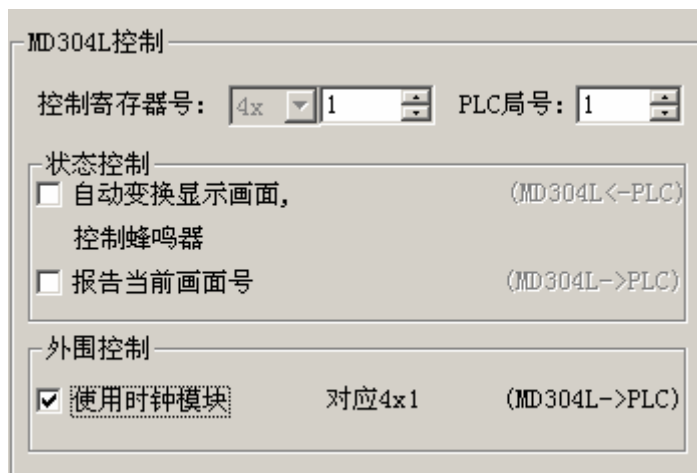 MD304L控制
控制寄存器号: 4x 1 PLC局号: 1
状态控制
自动变换显示画面, (MD304L<-PLC)
控制蜂鸣器
报告当前画面号 (MD304L->PLC)
外围控制
使用时钟模块 对应4x1 (MD304L->PLC)